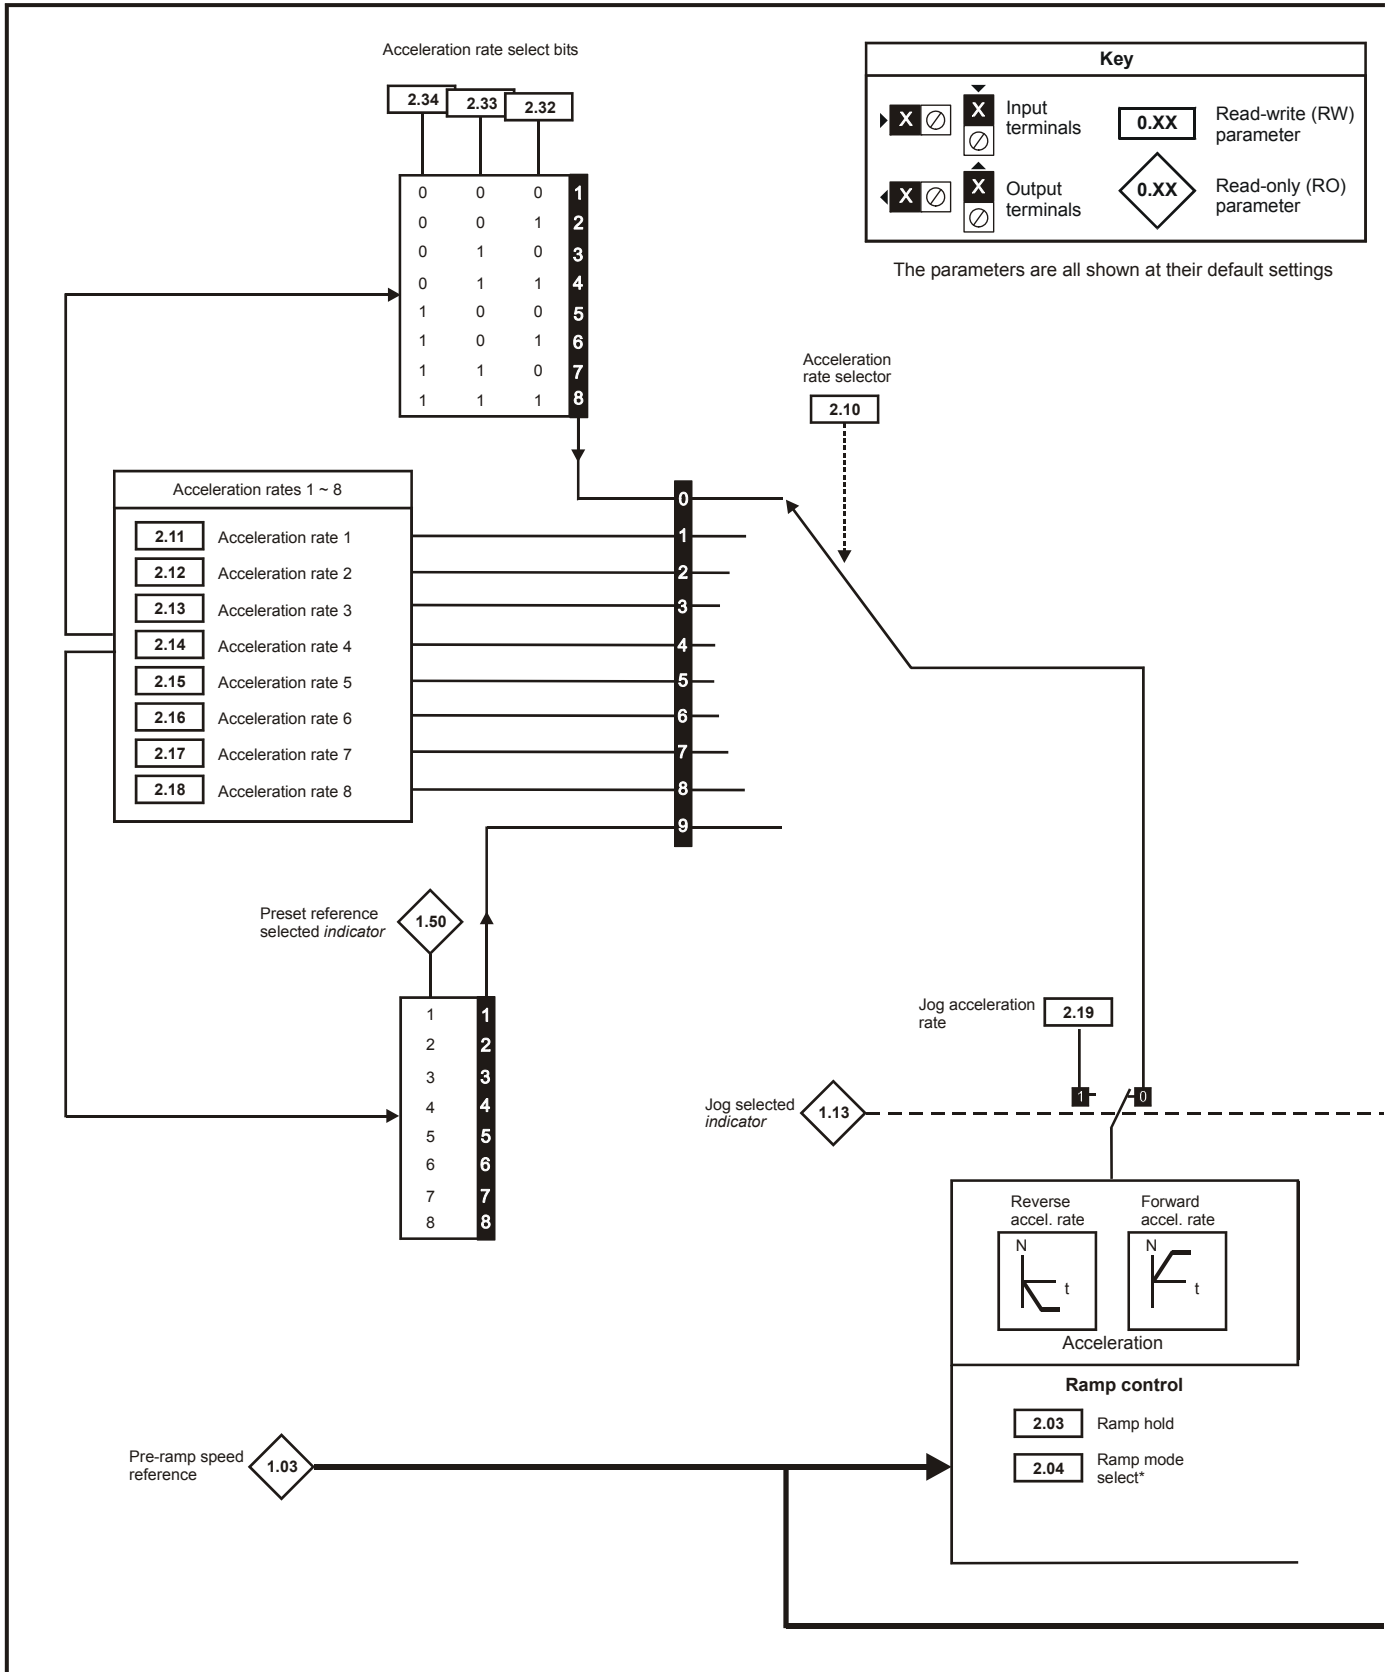 Acceleration rate select bits
2.34 2.33 2.32
0 0 0 1
0 0 1 2
0 1 0 3
0 1 1 4
1 0 0 5
1 0 1 6
1 1 0 7
1 1 1 8
Key
X X Input
terminals
0.XX Read-write (RW)
parameter
X X Output
terminals
0.XX Read-only (RO)
parameter
The parameters are all shown at their default settings
Acceleration
rate selector
2.10
Acceleration rates 1 ~ 8
2.11 Acceleration rate 1
2.12 Acceleration rate 2
2.13 Acceleration rate 3
2.14 Acceleration rate 4
2.15 Acceleration rate 5
2.16 Acceleration rate 6
2.17 Acceleration rate 7
2.18 Acceleration rate 8
0
1
2
3
4
5
6
7
8
9
Preset reference
selected indicator
1.50
1 1
2 2
3 3
4 4
5 5
6 6
7 7
8 8
Jog acceleration
rate
2.19
1 0
Jog selected
indicator
1.13
Reverse
accel. rate
N
t
Forward
accel. rate
N
t
Acceleration
Ramp control
2.03 Ramp hold
2.04 Ramp mode
select*
Pre-ramp speed
reference
1.03